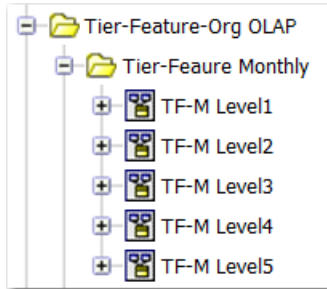 Tier-Feature-Org OLAP
Tier-Feaure Monthly
TF-M Level1
TF-M Level2
TF-M Level3
TF-M Level4
TF-M Level5